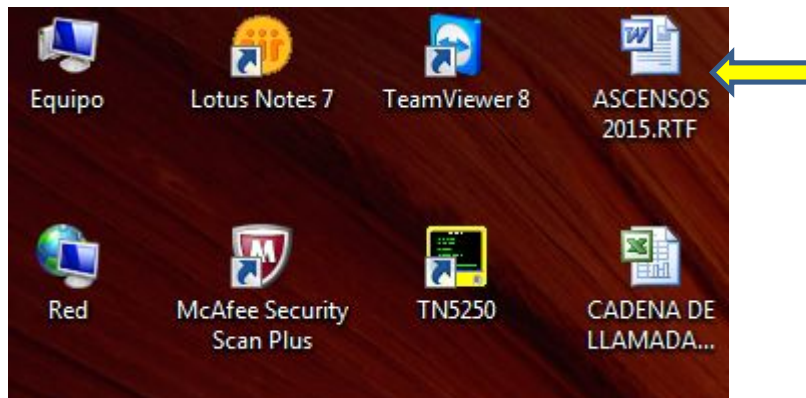 Equipo
Lotus Notes 7
TeamViewer 8
ASCENSOS
2015.RTF
Red
McAfee Security
Scan Plus
TN5250
CADENA DE
LLAMADA...